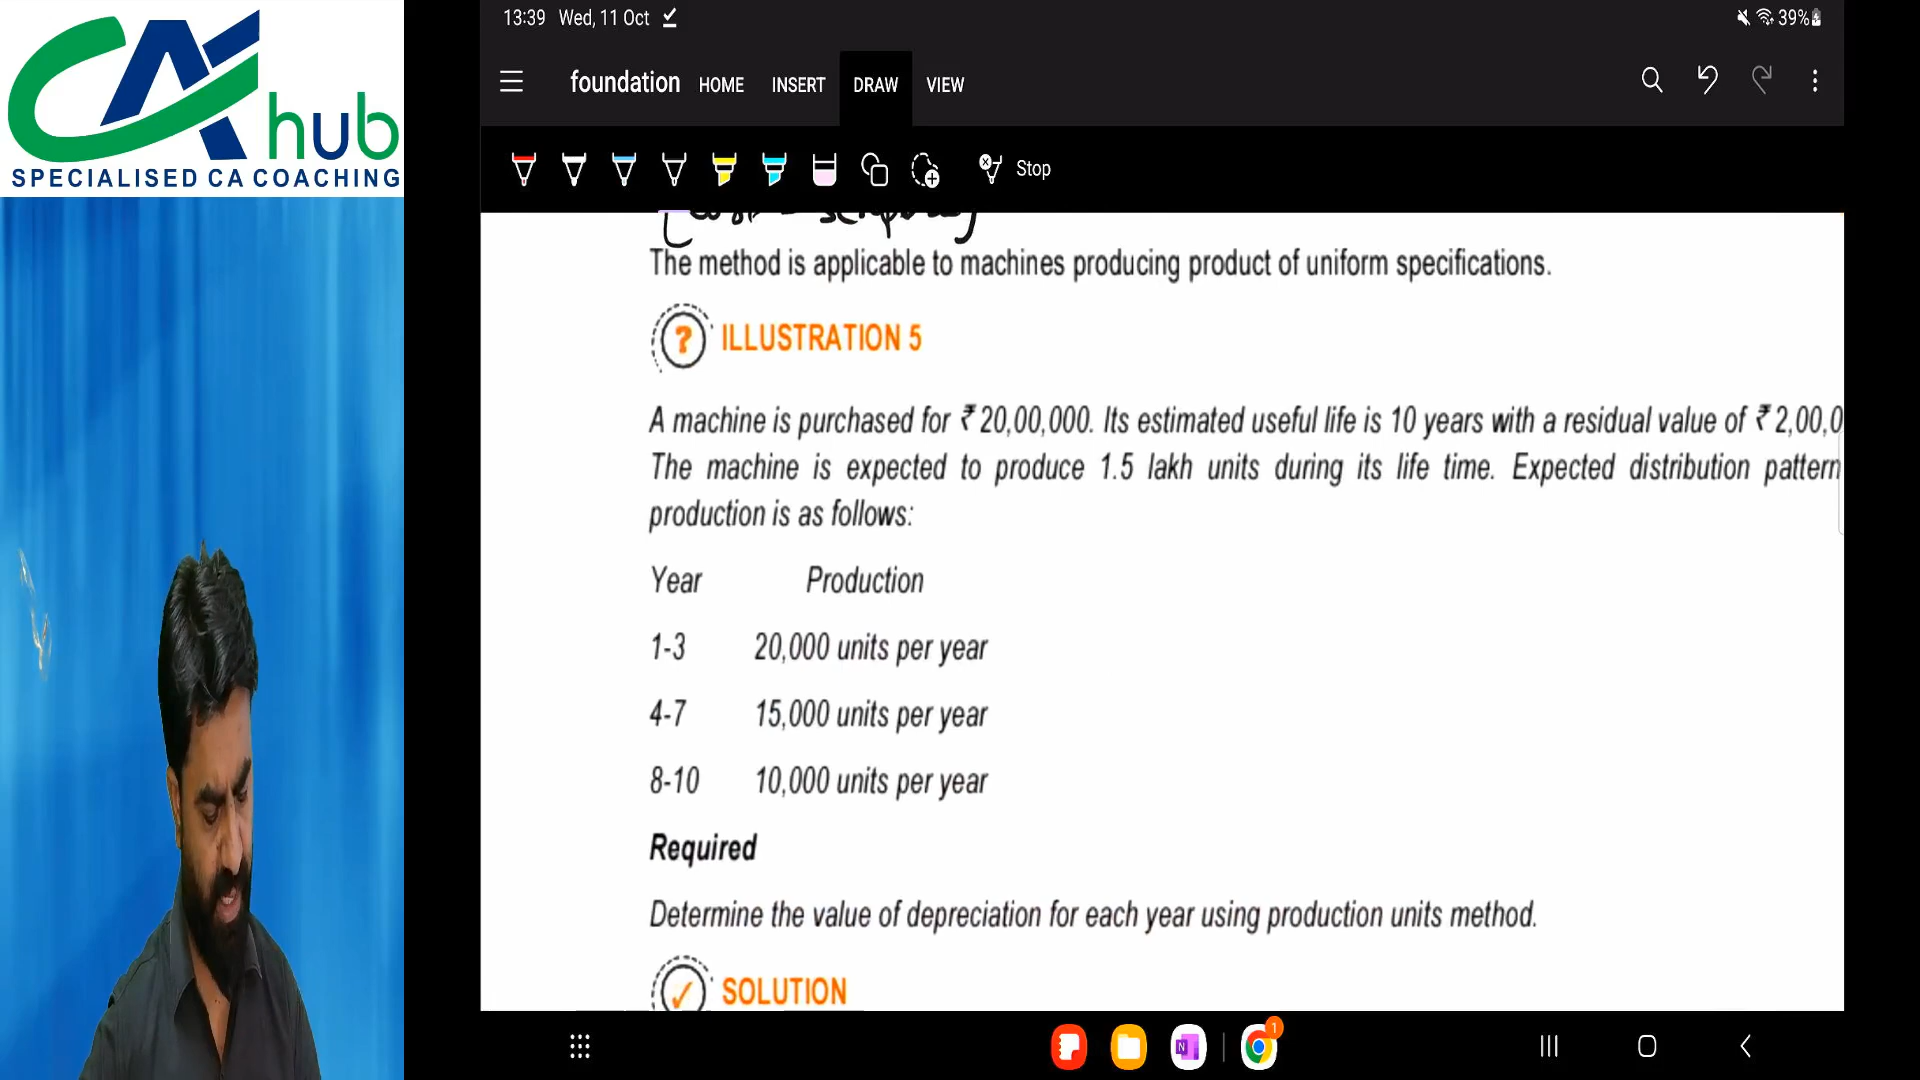 CA hub
SPECIALISED CA COACHING
13:39 Wed, 11 Oct
39%
foundation HOME INSERT DRAW VIEW
Stop
The method is applicable to machines producing product of uniform specifications.
? ILLUSTRATION 5
A machine is purchased for ₹ 20,00,000. Its estimated useful life is 10 years with a residual value of ₹ 2,00,0
The machine is expected to produce 1.5 lakh units during its life time. Expected distribution pattern
production is as follows:
Year Production
1-3 20,000 units per year
4-7 15,000 units per year
8-10 10,000 units per year
Required
Determine the value of depreciation for each year using production units method.
SOLUTION
N
1